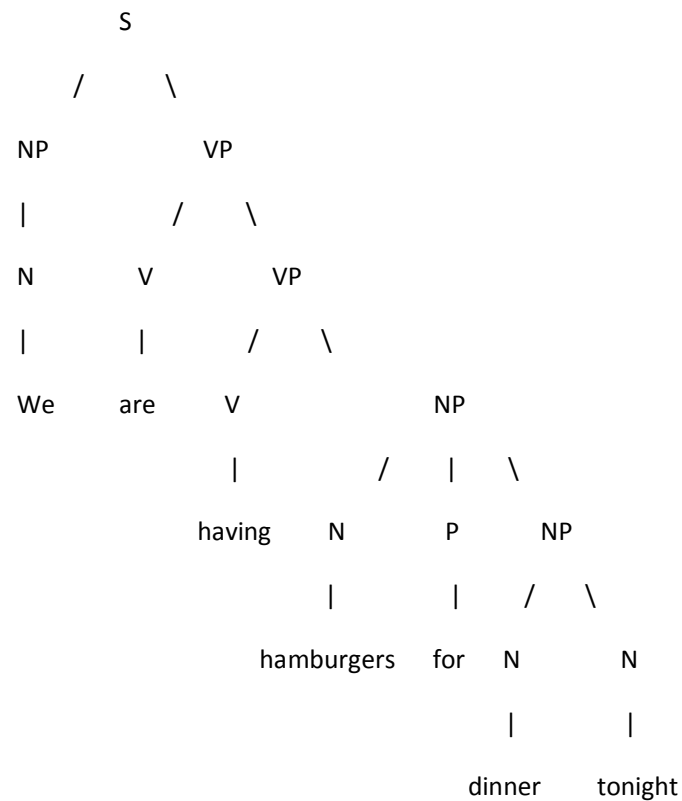 S
/ \
NP VP
| / \
N V VP
| | / \
We are V NP
| / | \
having N P NP
| | / \
hamburgers for N N
| |
dinner tonight